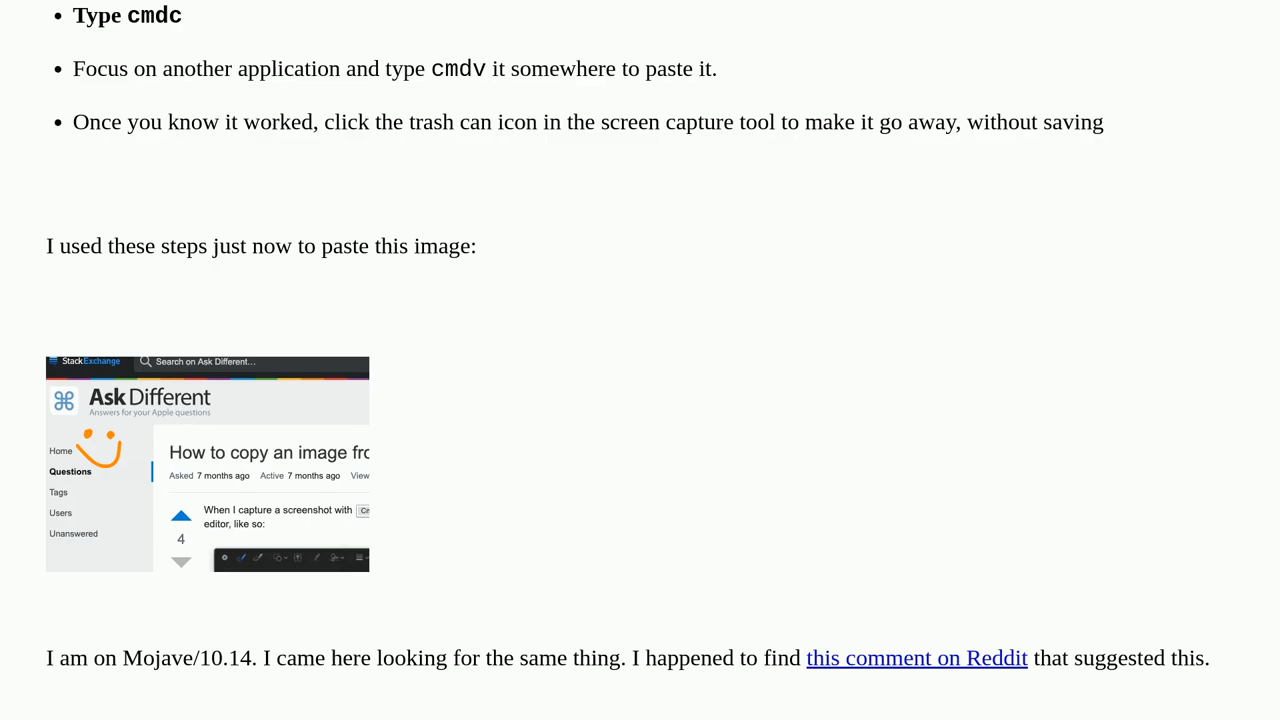 Type cmdc
Focus on another application and type cmdv it somewhere to paste it.
Once you know it worked, click the trash can icon in the screen capture tool to make it go away, without saving
I used these steps just now to paste this image:
StackExchange
Search on Ask Different...
Ask Different
Answers for your Apple questions
Home
Questions
Tags
Users
Unanswered
How to copy an image fro
Asked 7 months ago Active 7 months ago View
When I capture a screenshot with
editor, like so:
4
I am on Mojave/10.14. I came here looking for the same thing. I happened to find this comment on Reddit that suggested this.